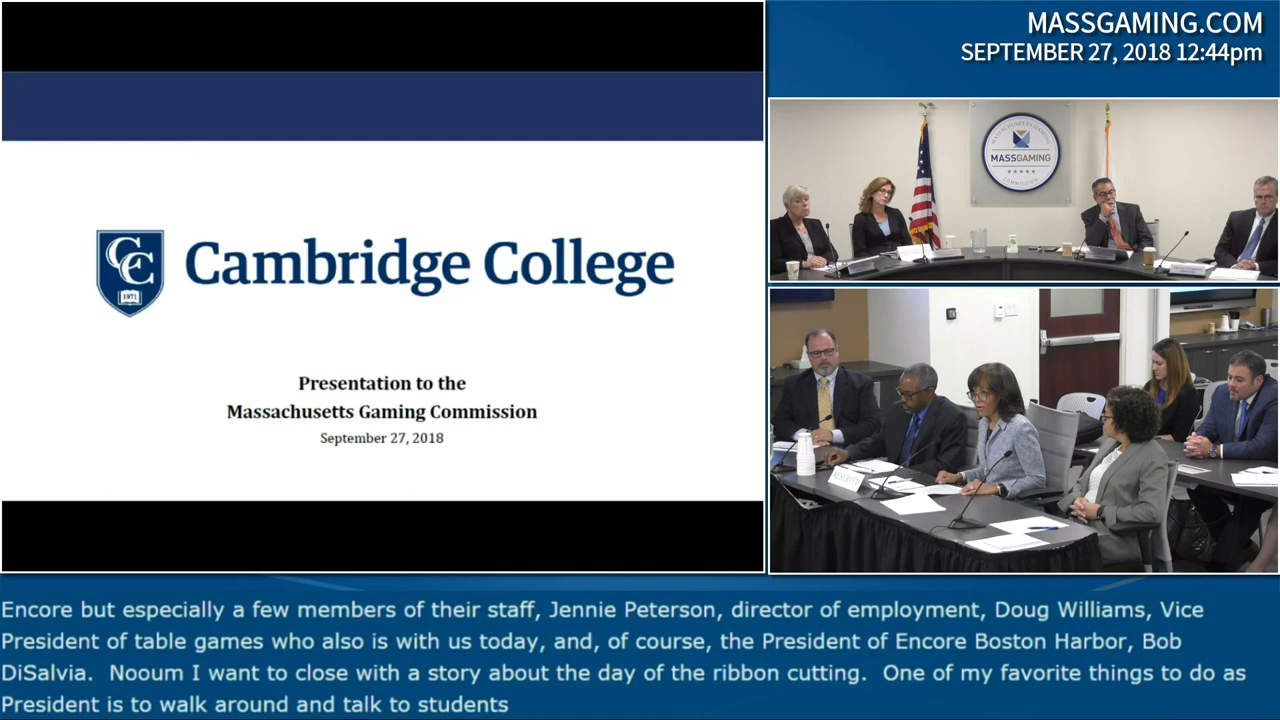 MASSGAMING.COM
SEPTEMBER 27, 2018 12:44pm
CC
1971
Cambridge College
Presentation to the
Massachusetts Gaming Commission
September 27, 2018
MASSACHUSETTS GAMING
MASSGAMING
COMMISSION
RESERVED
Encore but especially a few members of their staff, Jennie Peterson, director of employment, Doug Williams, Vice
President of table games who also is with us today, and, of course, the President of Encore Boston Harbor, Bob
DiSalvia.  Nooum I want to close with a story about the day of the ribbon cutting.  One of my favorite things to do as
President is to walk around and talk to students